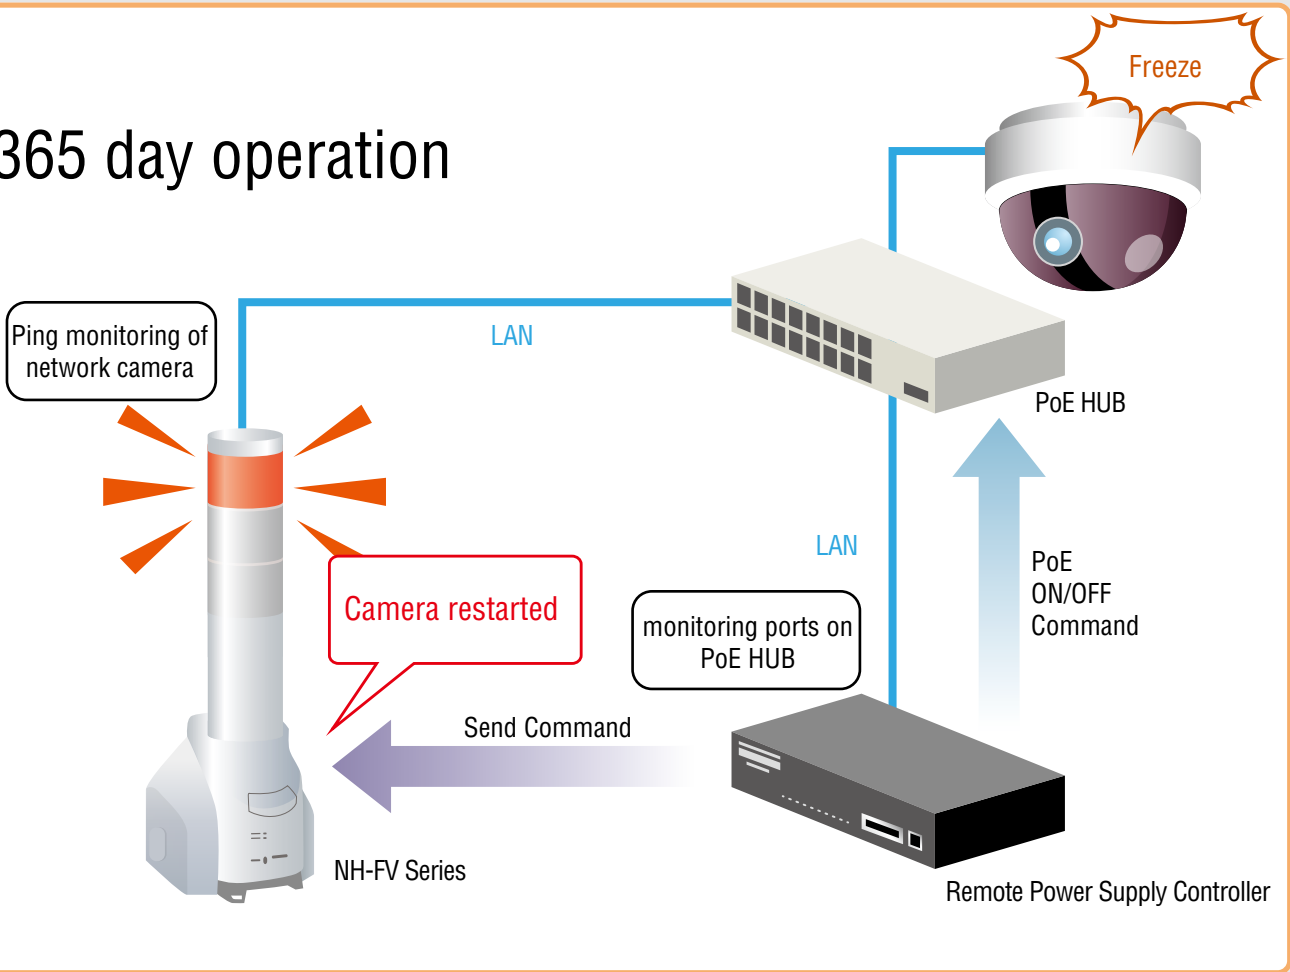 Freeze
365 day operation
Ping monitoring of
network camera
LAN
PoE HUB
LAN
PoE
ON/OFF
Command
Camera restarted
monitoring ports on
PoE HUB
Send Command
NH-FV Series
Remote Power Supply Controller